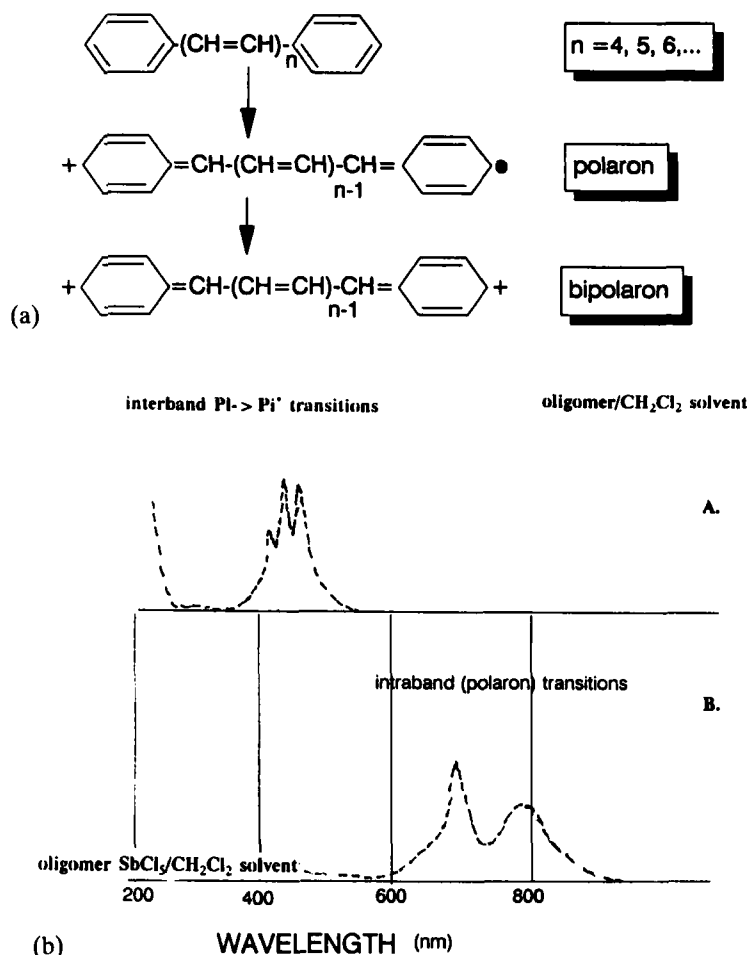 -(CH=CH)-
n
n =4, 5, 6,...
+ =CH-(CH=CH)-CH= •
n-1
polaron
+ =CH-(CH=CH)-CH= +
n-1
bipolaron
(a)
interband PI-> Pi* transitions
oligomer/CH₂Cl₂ solvent
A.
intraband (polaron) transitions
B.
oligomer SbCl₅/CH₂Cl₂ solvent
200 400 600 800
(b) WAVELENGTH (nm)